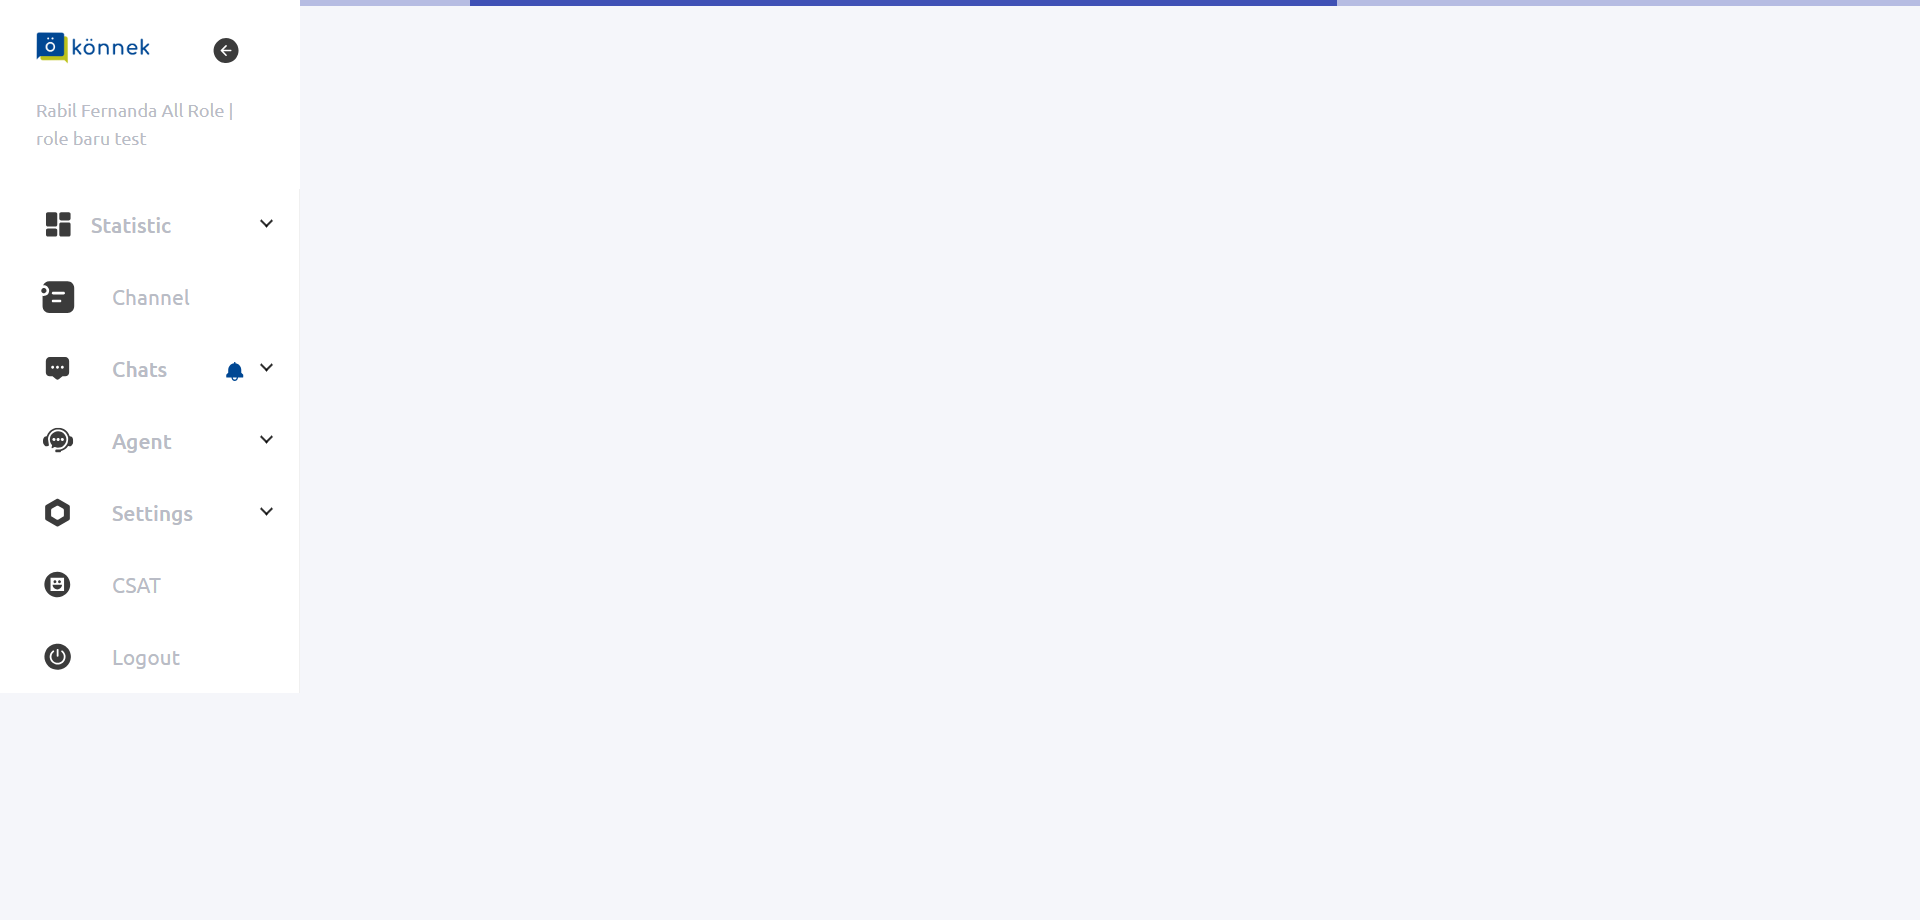 ö könnek
Rabil Fernanda All Role |
role baru test
Statistic
Channel
Chats
Agent
Settings
CSAT
Logout